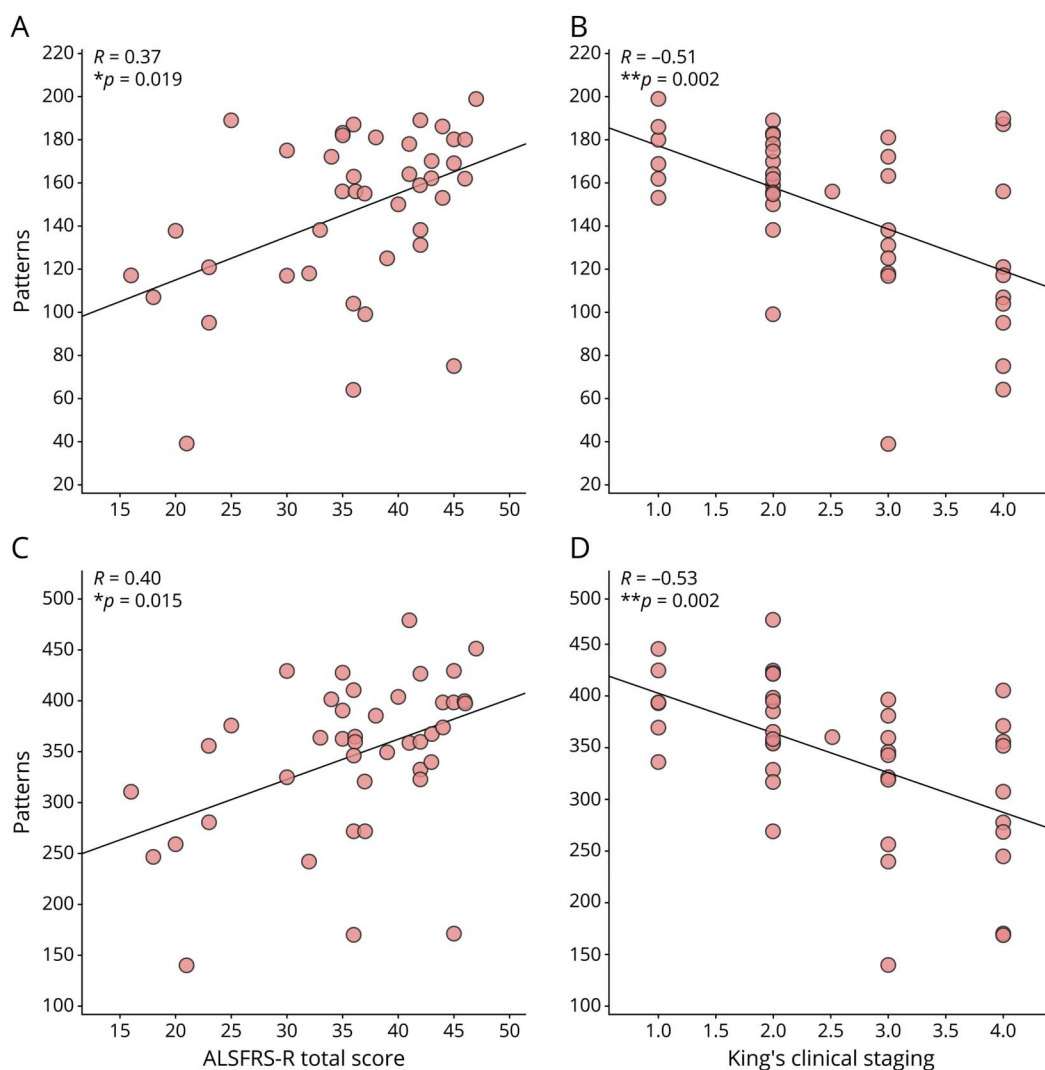 A
R = 0.37
*p = 0.019
Patterns
220
200
180
160
140
120
100
80
60
40
20
15 20 25 30 35 40 45 50
B
R = –0.51
**p = 0.002
220
200
180
160
140
120
100
80
60
40
20
1.0 1.5 2.0 2.5 3.0 3.5 4.0
C
R = 0.40
*p = 0.015
Patterns
500
450
400
350
300
250
200
150
100
15 20 25 30 35 40 45 50
ALSFRS-R total score
D
R = –0.53
**p = 0.002
500
450
400
350
300
250
200
150
100
1.0 1.5 2.0 2.5 3.0 3.5 4.0
King's clinical staging